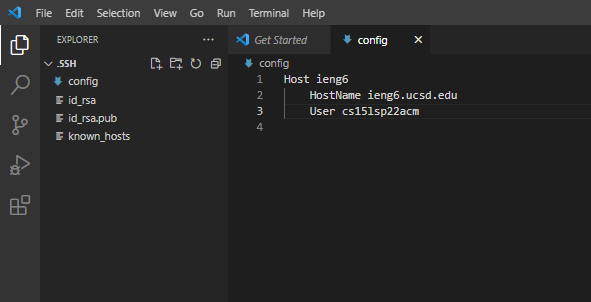 File Edit Selection View Go Run Terminal Help
EXPLORER ...
Get Started
config
.SSH
config
id_rsa
id_rsa.pub
known_hosts
config
1 Host ieng6
2 HostName ieng6.ucsd.edu
3 User cs15lsp22acm
4